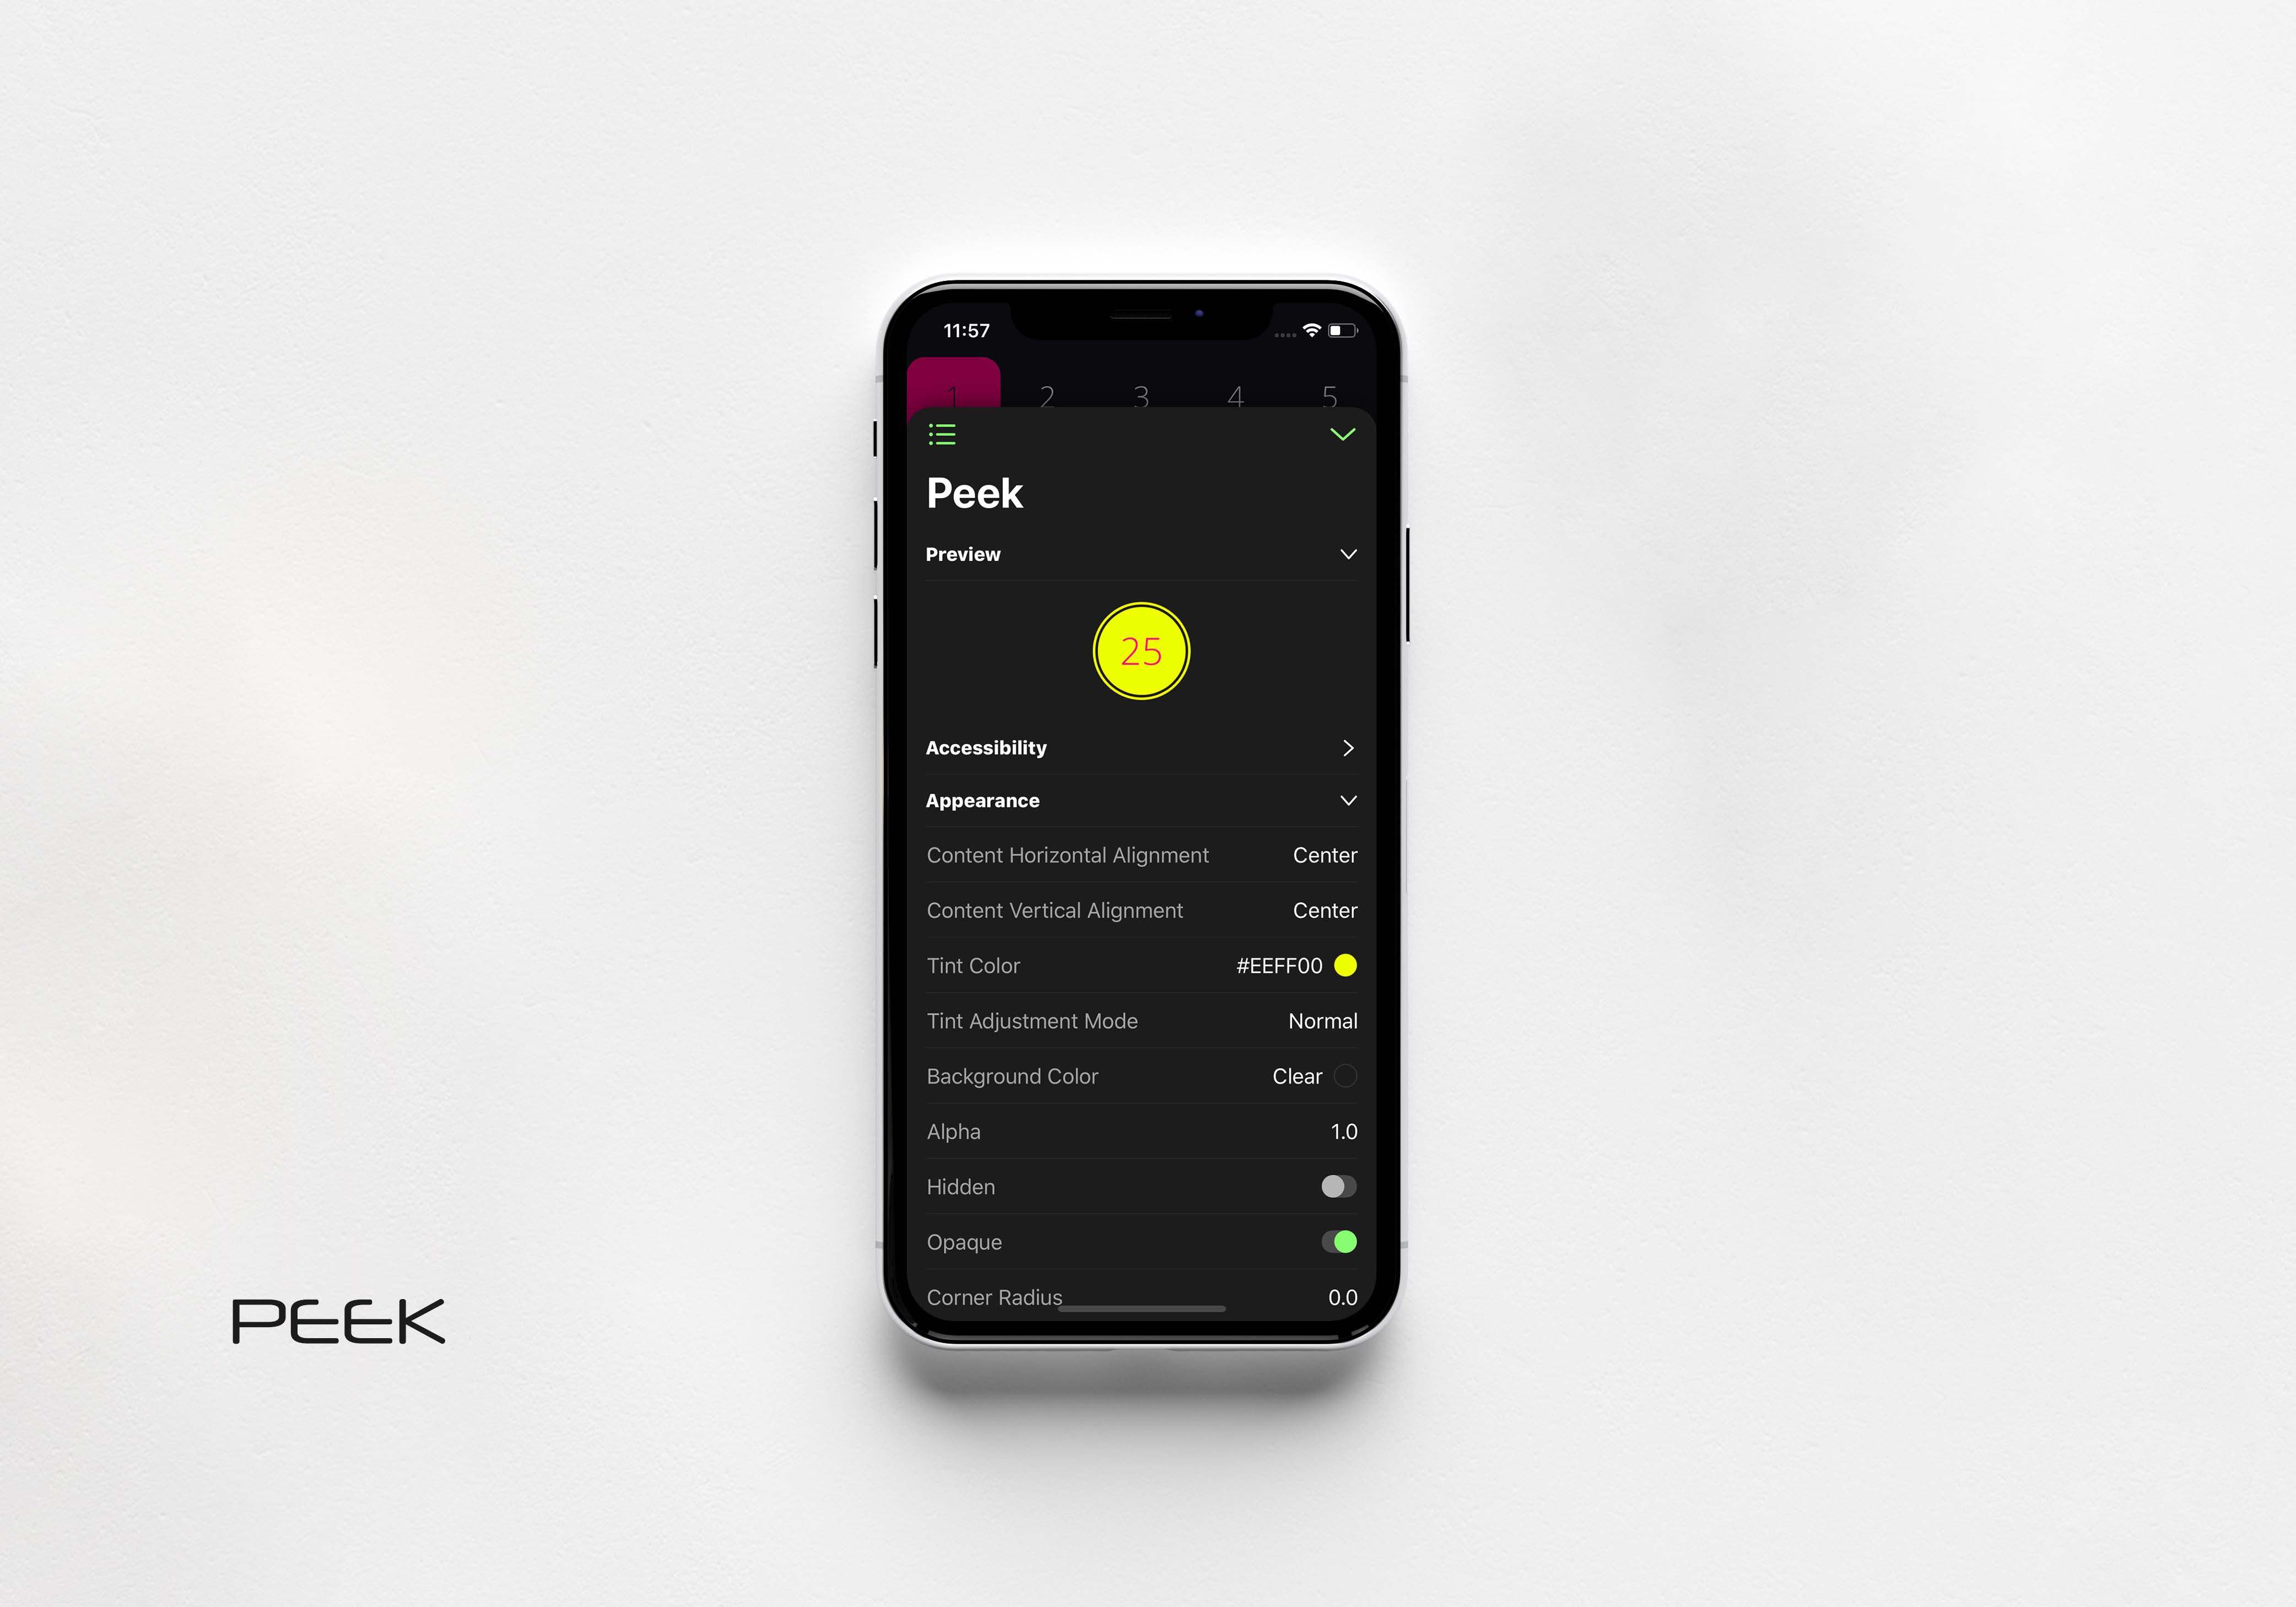 11:57
1 2 3 4 5
Peek
Preview
25
Accessibility
Appearance
Content Horizontal Alignment Center
Content Vertical Alignment Center
Tint Color #EEFF00
Tint Adjustment Mode Normal
Background Color Clear
Alpha 1.0
Hidden
Opaque
Corner Radius 0.0
PEEK